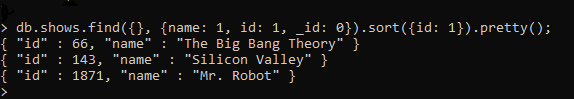 > db.shows.find({}, {name: 1, id: 1, _id: 0}).sort({id: 1}).pretty();
{ "id" : 66, "name" : "The Big Bang Theory" }
{ "id" : 143, "name" : "Silicon Valley" }
{ "id" : 1871, "name" : "Mr. Robot" }
>